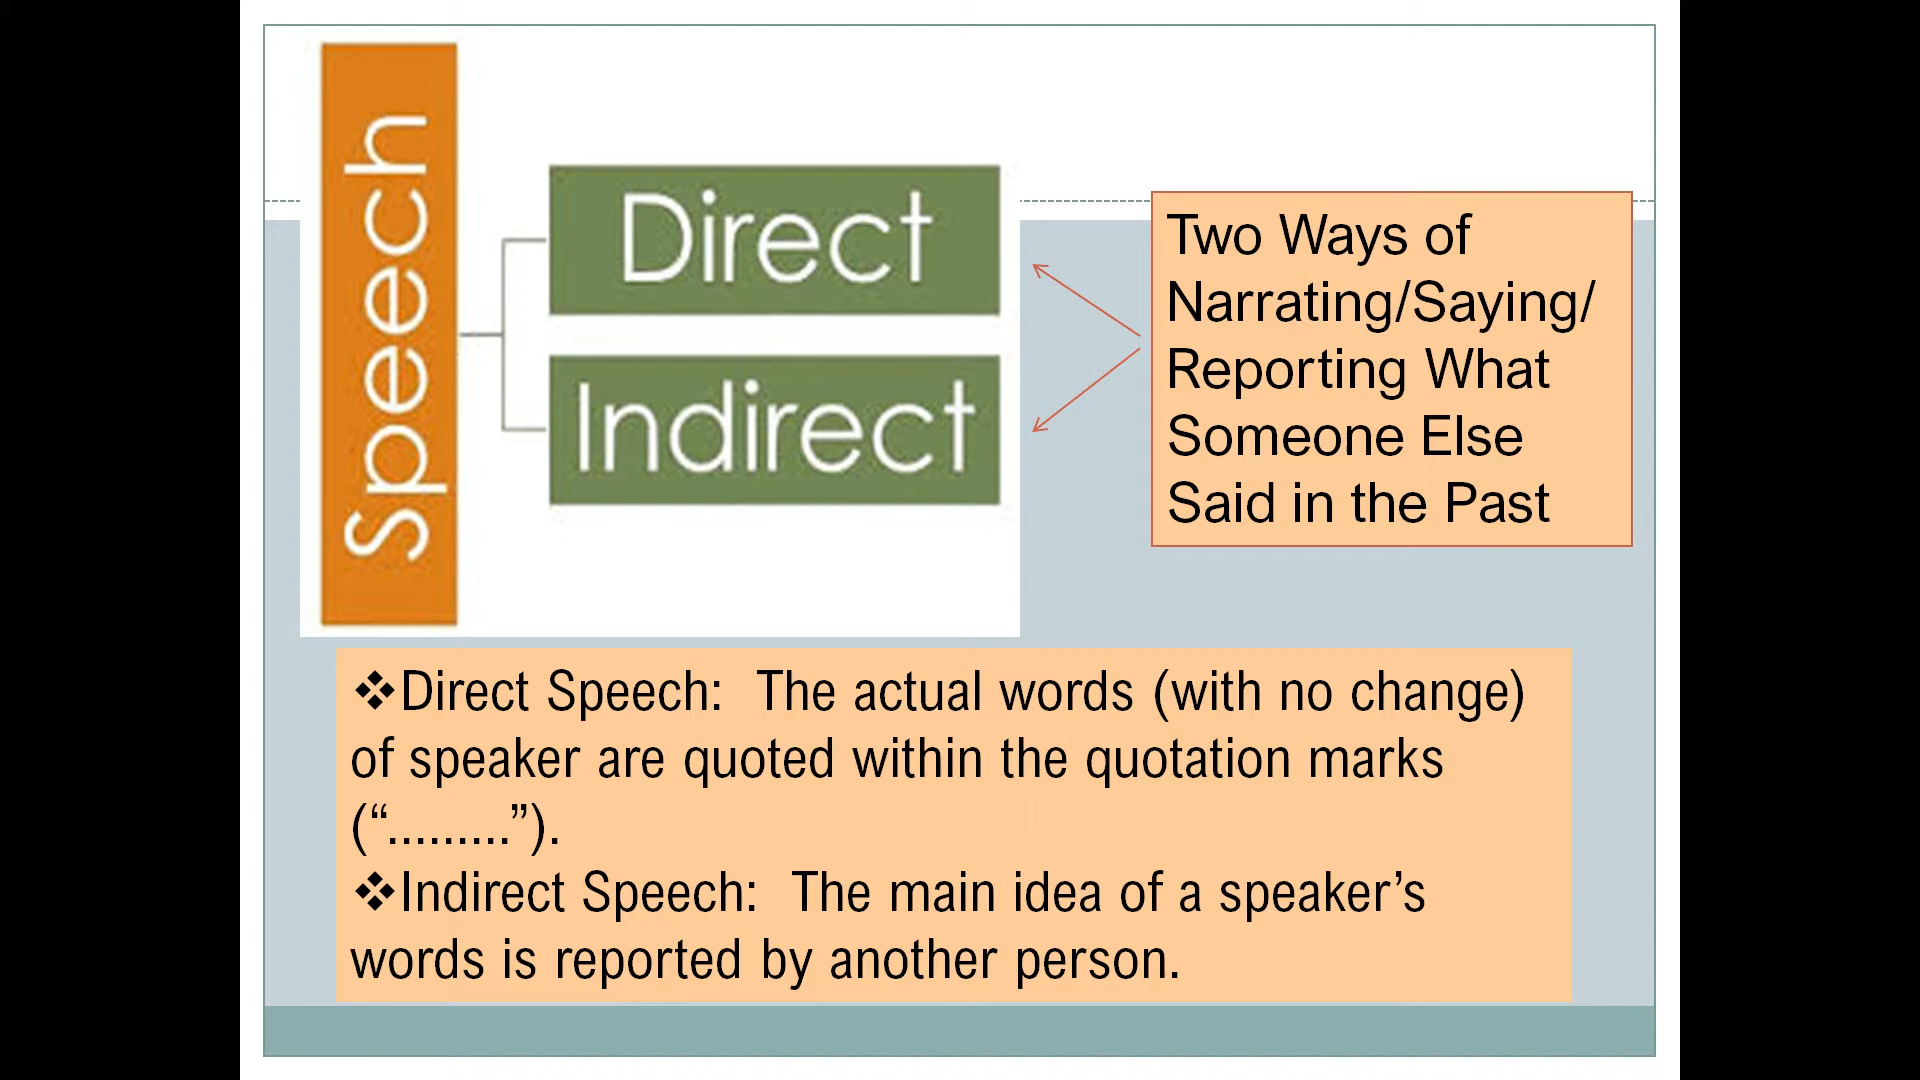 Speech
Direct
Indirect
Two Ways of
Narrating/Saying/
Reporting What
Someone Else
Said in the Past
❖Direct Speech:  The actual words (with no change)
of speaker are quoted within the quotation marks
(“.........”).
❖Indirect Speech:  The main idea of a speaker’s
words is reported by another person.